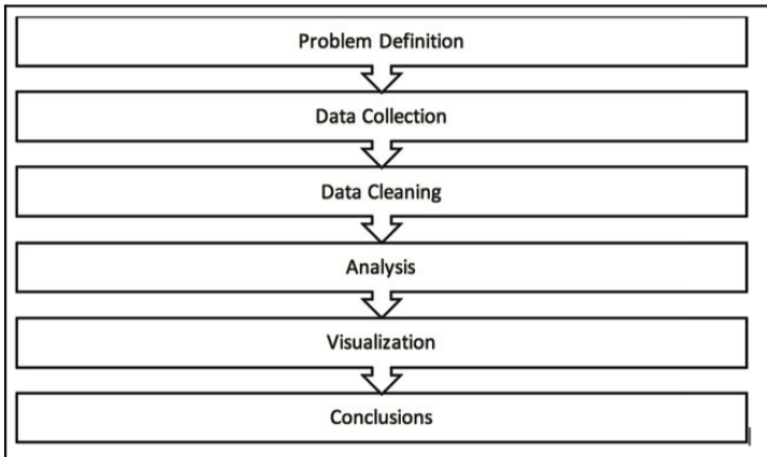 Problem Definition
Data Collection
Data Cleaning
Analysis
Visualization
Conclusions